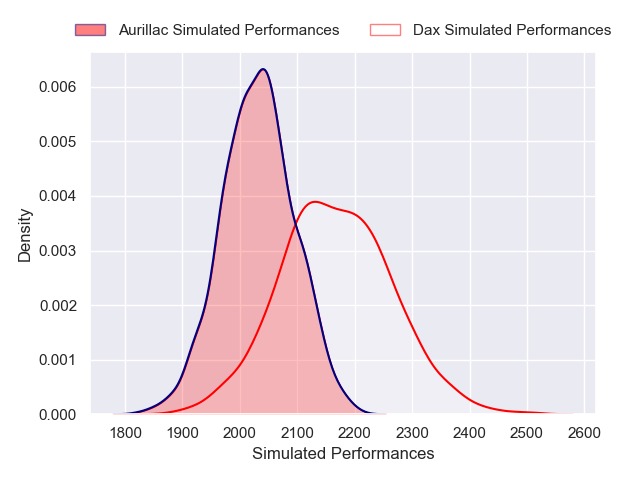 Aurillac Simulated Performances Dax Simulated Performances
0.006
0.005
0.004
0.003
0.002
0.001
0.000
Density
1800 1900 2000 2100 2200 2300 2400 2500 2600
Simulated Performances